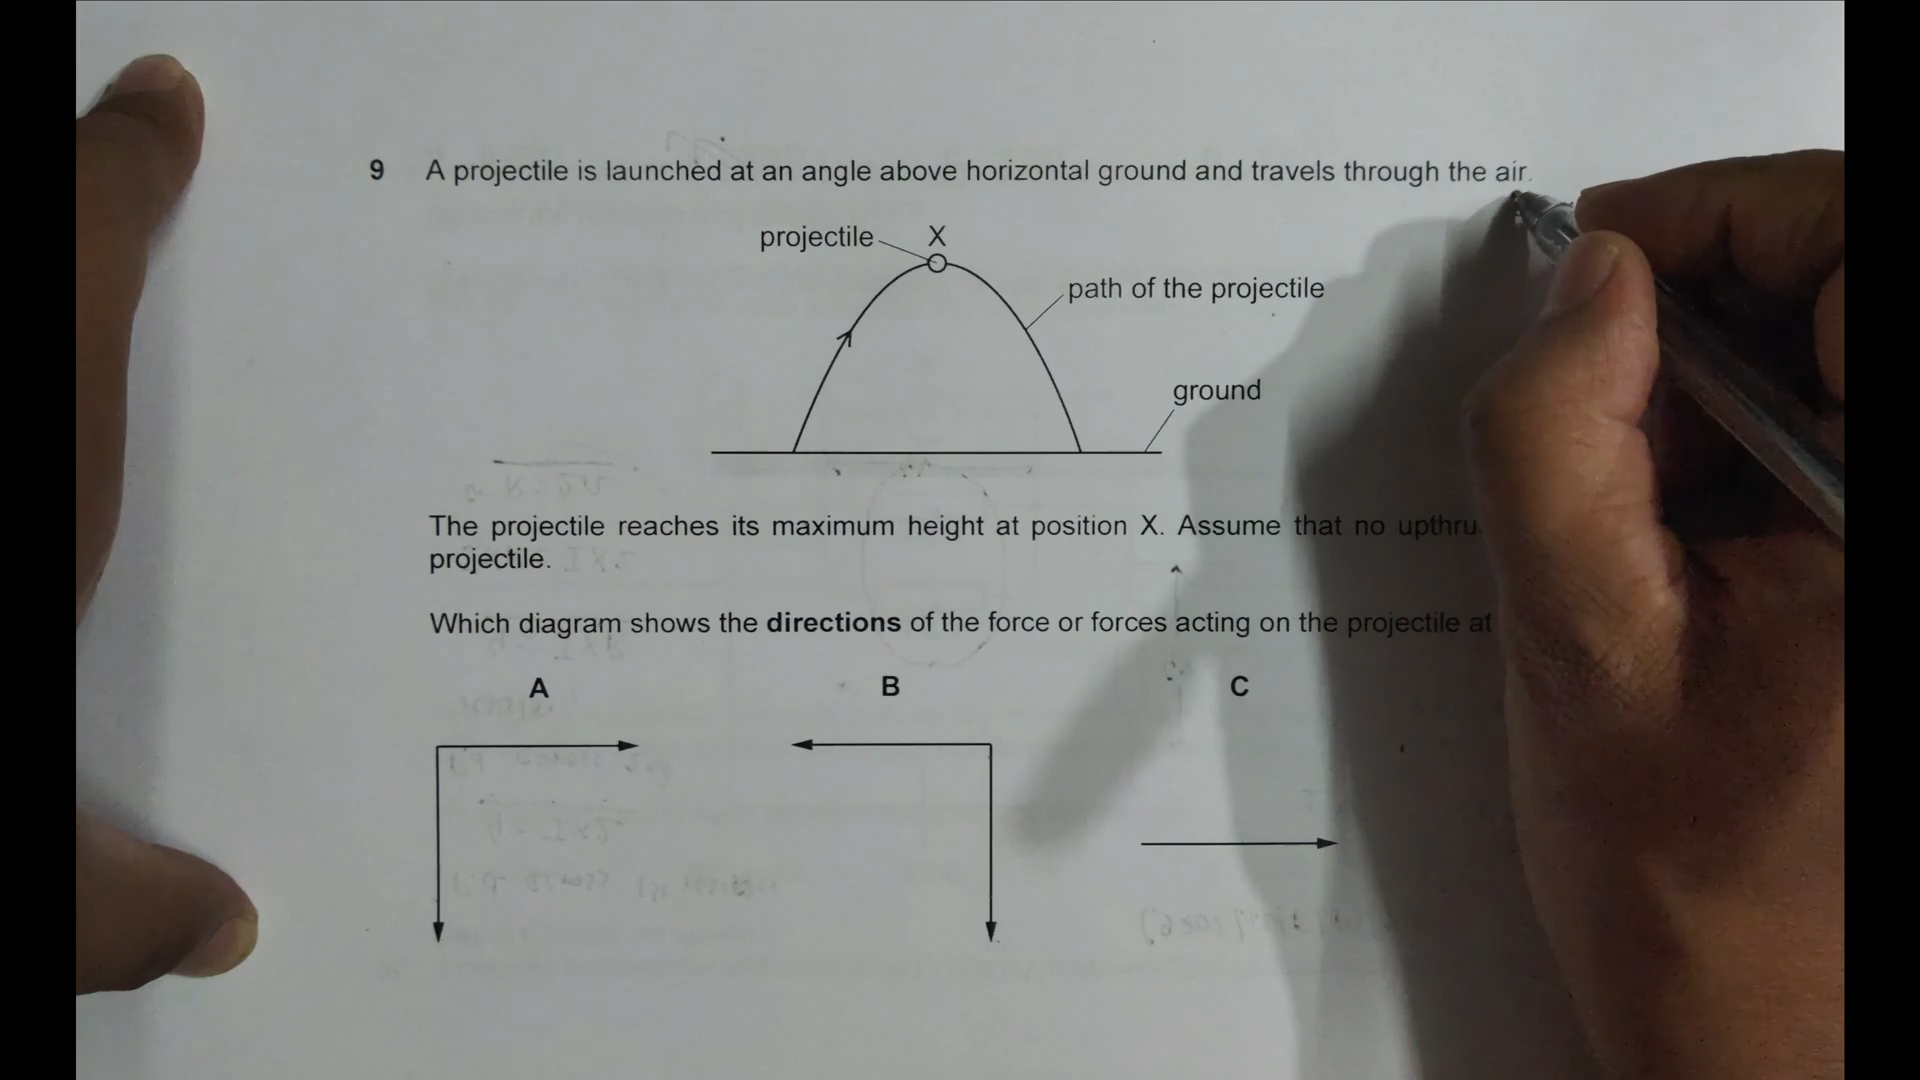 9 A projectile is launched at an angle above horizontal ground and travels through the air.
projectile X
path of the projectile
ground
The projectile reaches its maximum height at position X. Assume that no
projectile.
Which diagram shows the directions of the force or forces acting on the projectile at
A B C